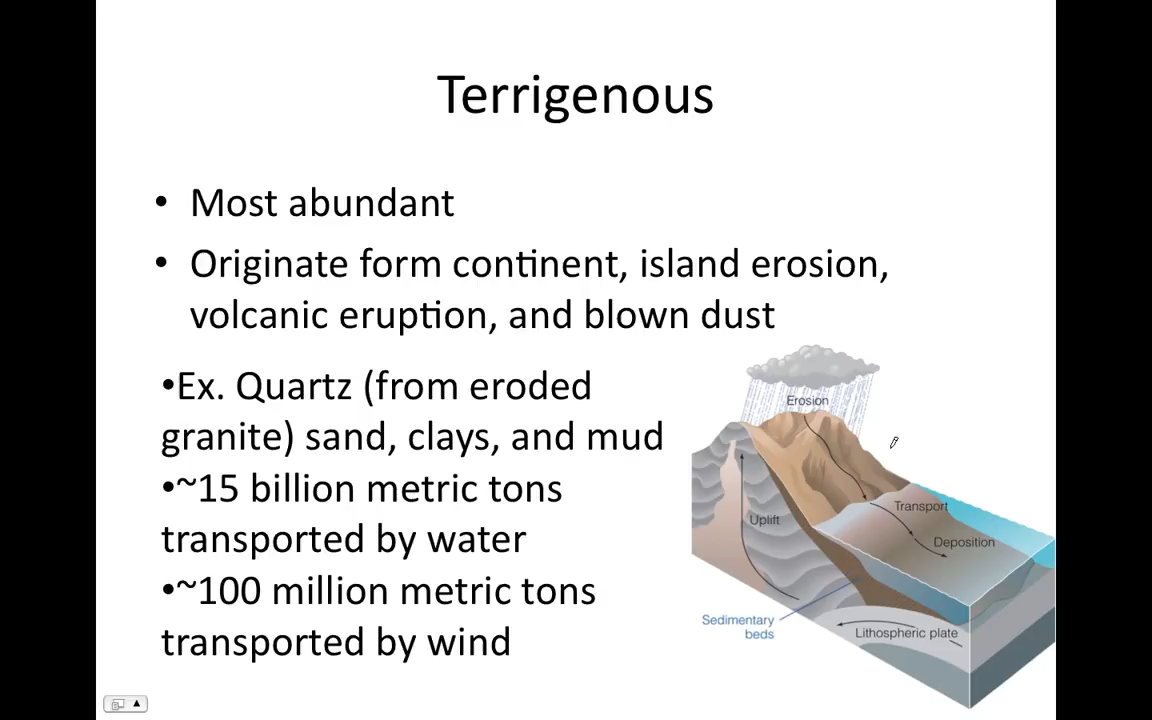 Terrigenous
• Most abundant
• Originate form continent, island erosion,
volcanic eruption, and blown dust
•Ex. Quartz (from eroded
granite) sand, clays, and mud
•~15 billion metric tons
transported by water
•~100 million metric tons
transported by wind
Erosion
Transport
Uplift
Deposition
Sedimentary
beds
Lithospheric plate